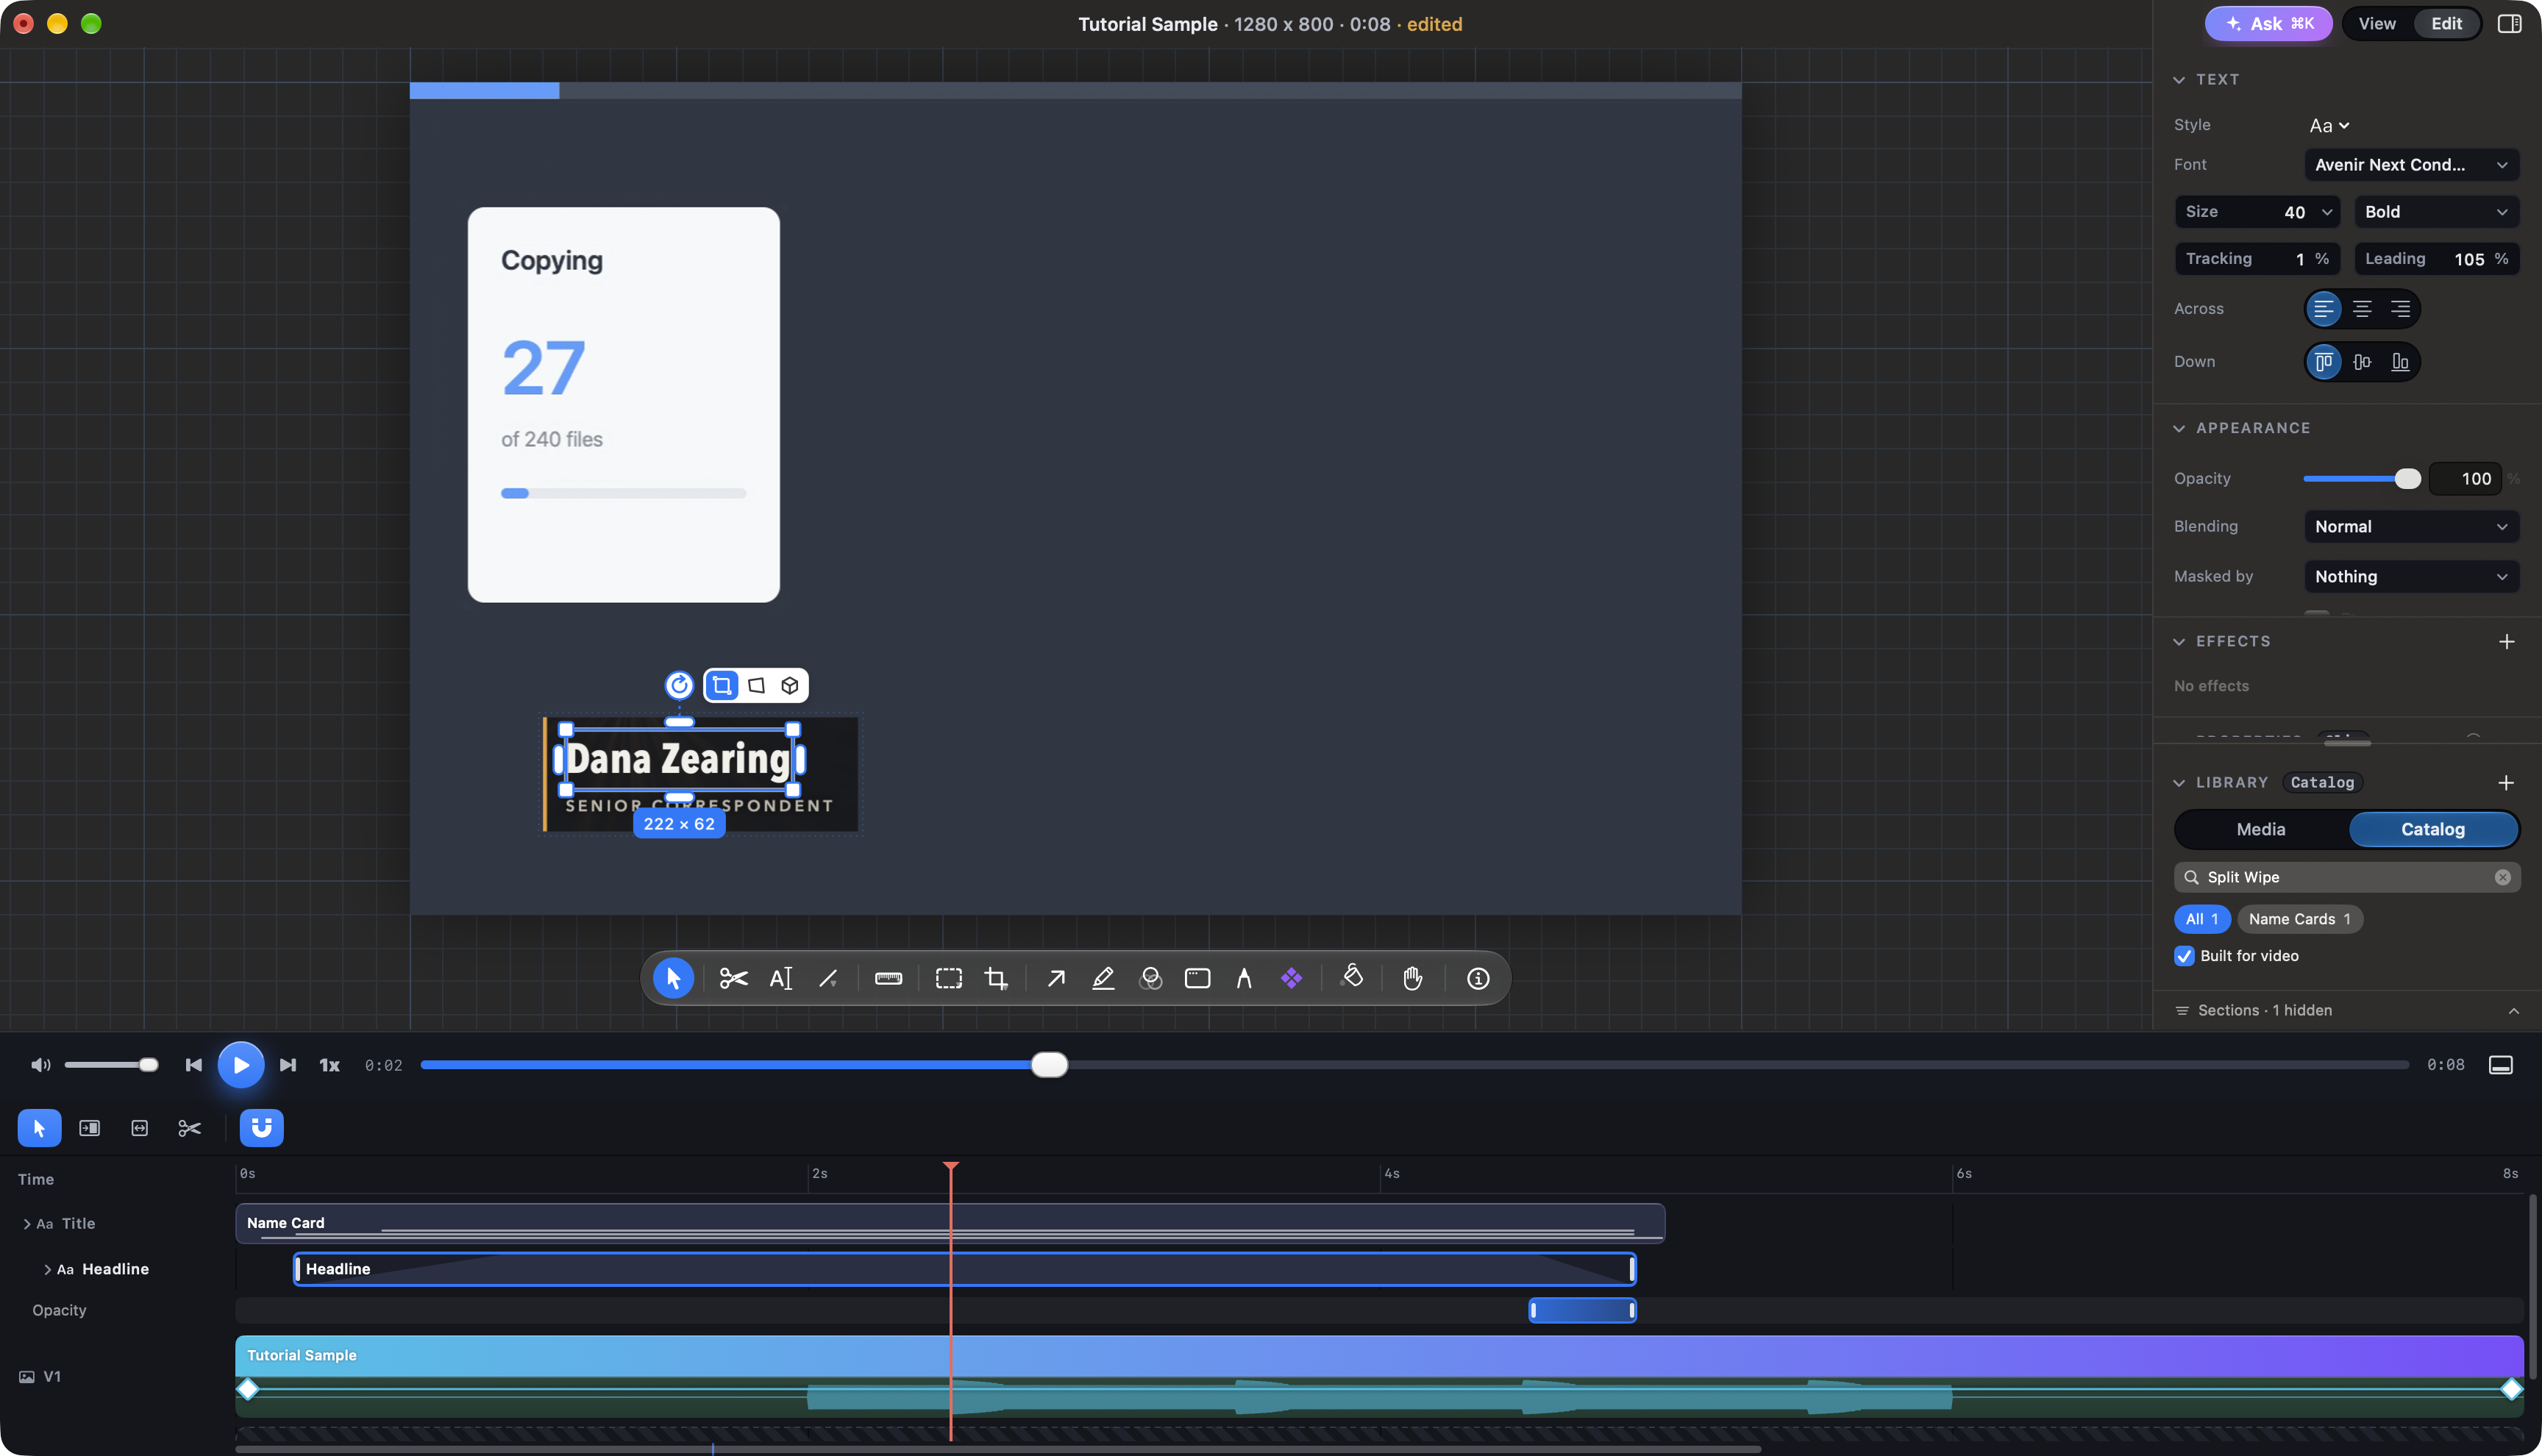 Tutorial Sample · 1280 x 800 · 0:08 · edited
Ask ⌘K
View
Edit
TEXT
Style
Aa
Font
Avenir Next Cond...
Size 40
Bold
Tracking 1 %
Leading 105 %
Across
Down
APPEARANCE
Opacity
100 %
Blending
Normal
Masked by
Nothing
EFFECTS
No effects
LIBRARY
Catalog
Media
Catalog
Split Wipe
All 1
Name Cards 1
Built for video
Sections · 1 hidden
Copying
27
of 240 files
Dana Zearing
SENIOR CORRESPONDENT
222 × 62
1x
0:02
0:08
Time
0s
2s
4s
6s
8s
Aa Title
Name Card
Aa Headline
Headline
Opacity
Tutorial Sample
V1